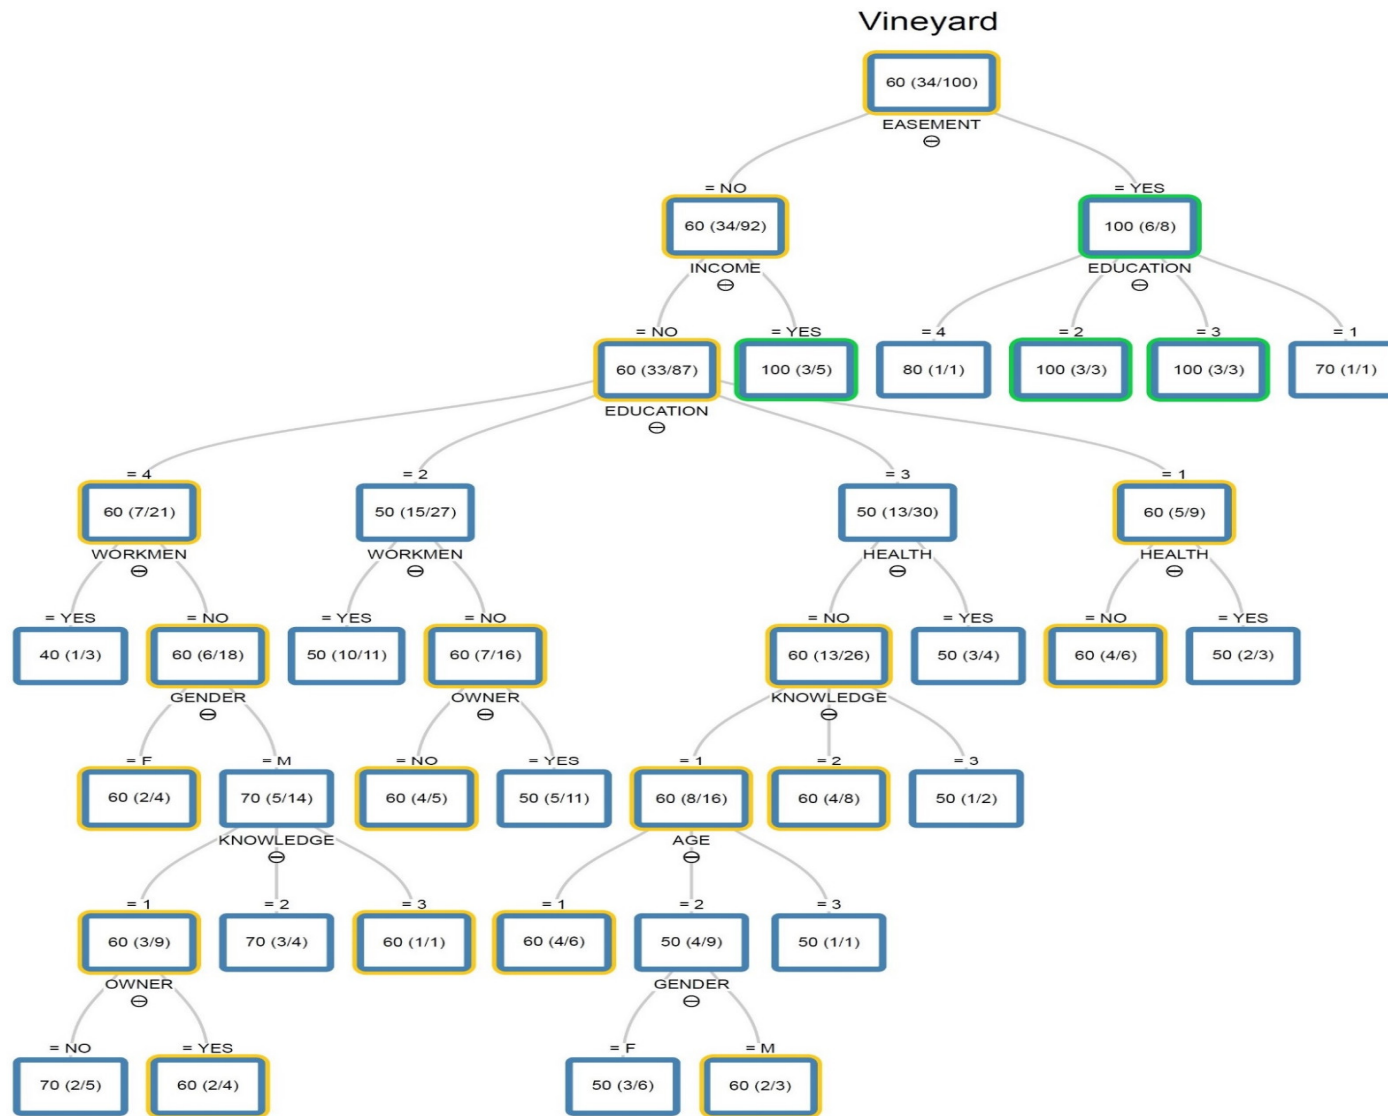 Vineyard
60 (34/100)
EASEMENT
= NO = YES
60 (34/92) 100 (6/8)
INCOME EDUCATION
= NO = YES = 4 = 2 = 3 = 1
60 (33/87) 100 (3/5) 80 (1/1) 100 (3/3) 100 (3/3) 70 (1/1)
EDUCATION
= 4 = 2 = 3 = 1
60 (7/21) 50 (15/27) 50 (13/30) 60 (5/9)
WORKMEN WORKMEN HEALTH HEALTH
= YES = NO = YES = NO = NO = YES = NO = YES
40 (1/3) 60 (6/18) 50 (10/11) 60 (7/16) 60 (13/26) 50 (3/4) 60 (4/6) 50 (2/3)
GENDER OWNER KNOWLEDGE
= F = M = NO = YES = 1 = 2 = 3
60 (2/4) 70 (5/14) 60 (4/5) 50 (5/11) 60 (8/16) 60 (4/8) 50 (1/2)
KNOWLEDGE AGE
= 1 = 2 = 3 = 1 = 2 = 3
60 (3/9) 70 (3/4) 60 (1/1) 60 (4/6) 50 (4/9) 50 (1/1)
OWNER GENDER
= NO = YES = F = M
70 (2/5) 60 (2/4) 50 (3/6) 60 (2/3)